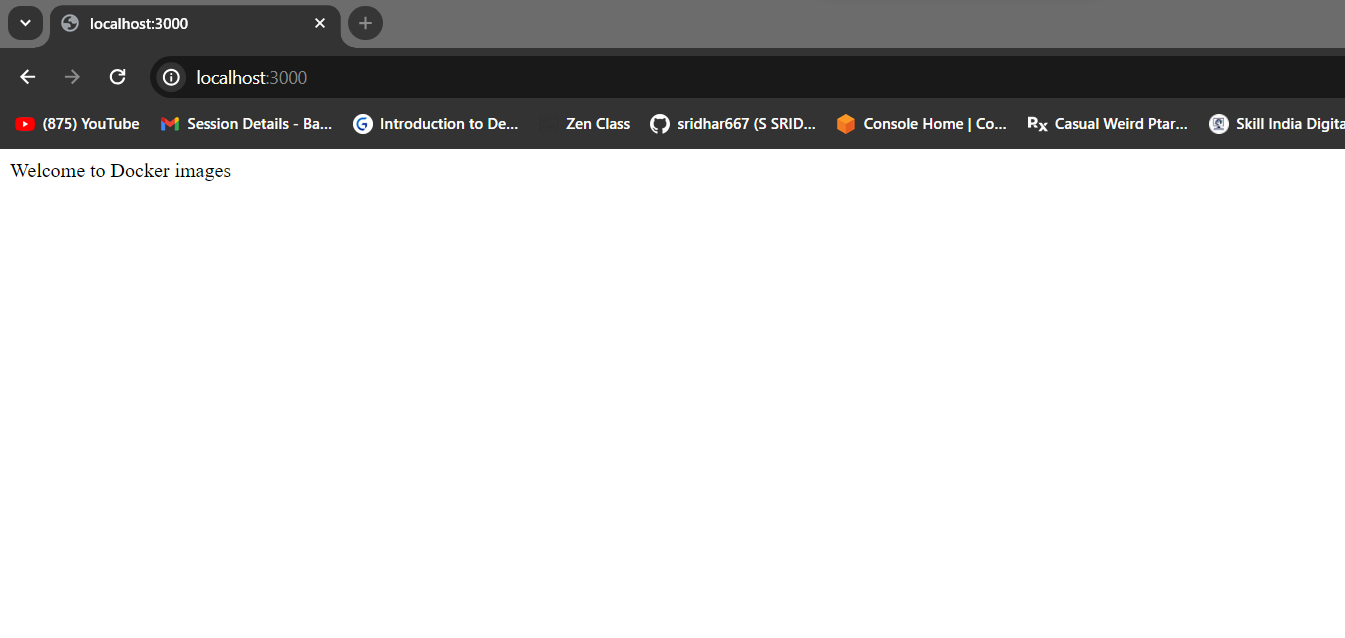 localhost:3000
localhost:3000
(875) YouTube Session Details - Ba... Introduction to De... Zen Class sridhar667 (S SRID... Console Home | Co... Casual Weird Ptar... Skill India Digita
Welcome to Docker images